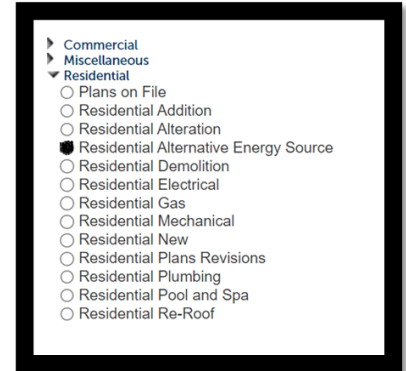 Commercial
Miscellaneous
Residential
Plans on File
Residential Addition
Residential Alteration
Residential Alternative Energy Source
Residential Demolition
Residential Electrical
Residential Gas
Residential Mechanical
Residential New
Residential Plans Revisions
Residential Plumbing
Residential Pool and Spa
Residential Re-Roof